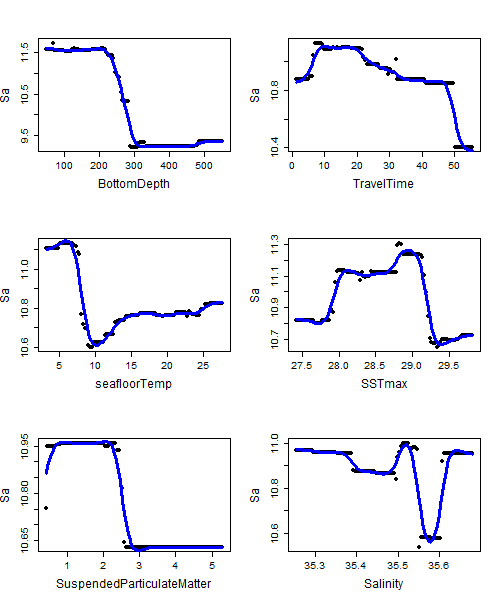 Sa
9.5 10.5 11.5
100 200 300 400 500
BottomDepth
Sa
10.4 10.8
0 10 20 30 40 50
TravelTime
Sa
10.6 10.8 11.0
5 10 15 20 25
seafloorTemp
Sa
10.7 10.9 11.1 11.3
27.5 28.0 28.5 29.0 29.5
SSTmax
Sa
10.65 10.80 10.95
1 2 3 4 5
SuspendedParticulateMatter
Sa
10.6 10.8 11.0
35.3 35.4 35.5 35.6
Salinity